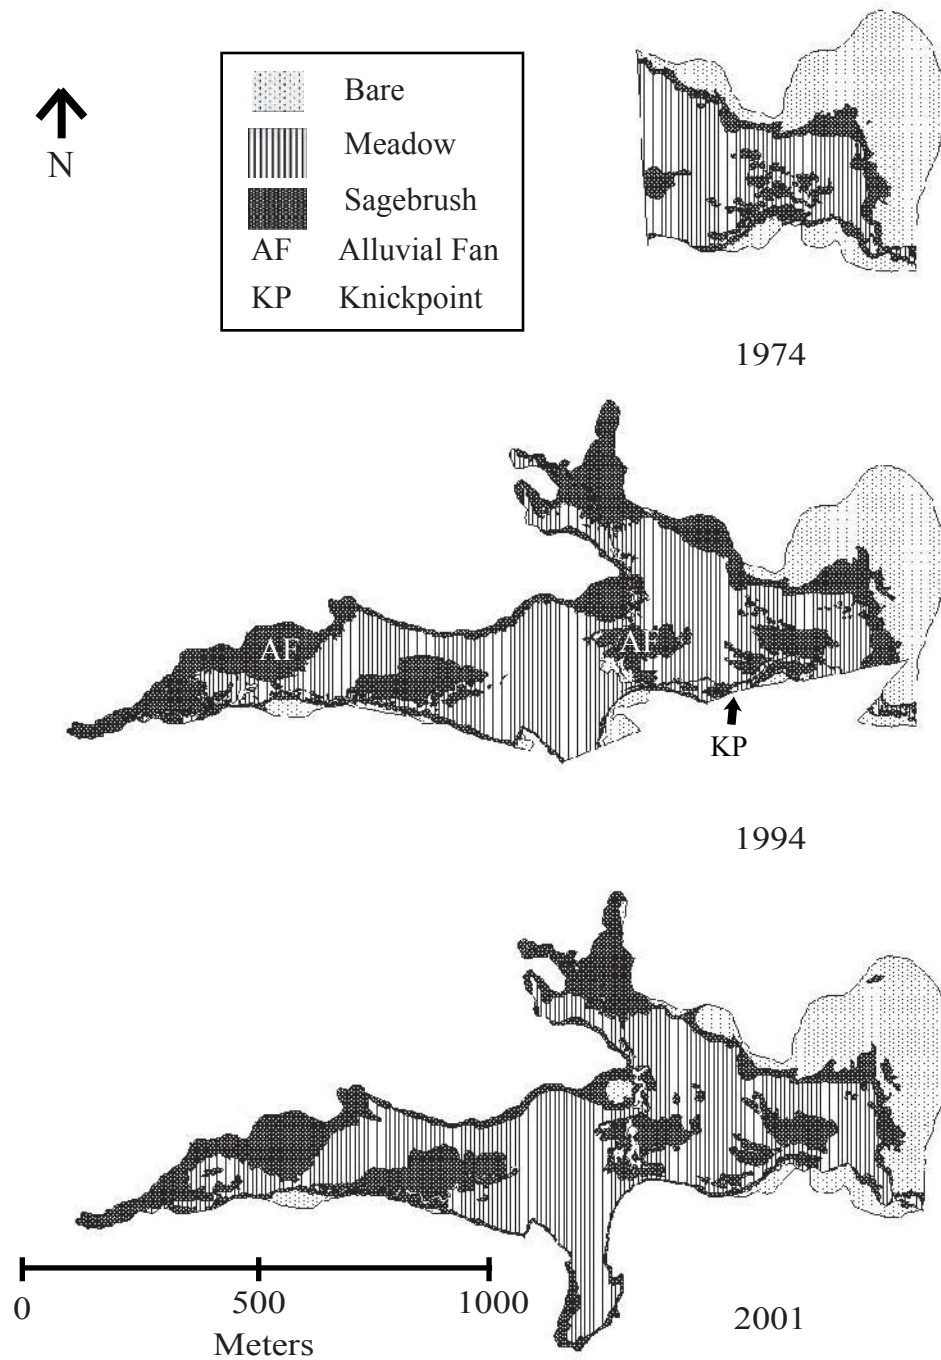 Bare
N
Meadow
Sagebrush
AF Alluvial Fan
KP Knickpoint
1974
AF
AF
KP
1994
0 500 1000
Meters
2001